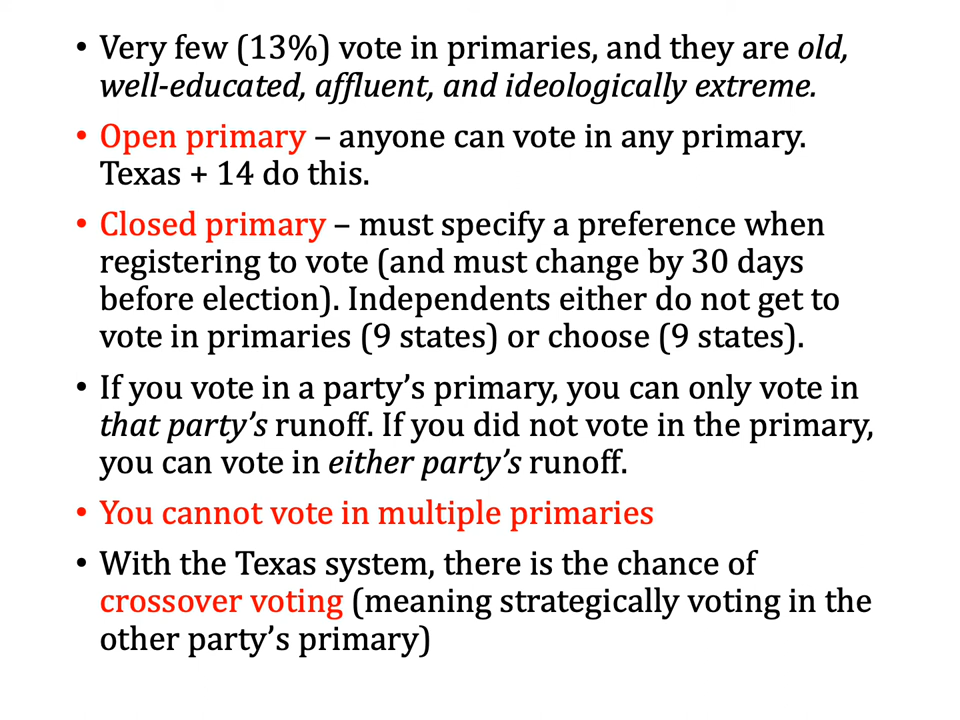 • Very few (13%) vote in primaries, and they are old,
well-educated, affluent, and ideologically extreme.
• Open primary – anyone can vote in any primary.
Texas + 14 do this.
• Closed primary – must specify a preference when
registering to vote (and must change by 30 days
before election). Independents either do not get to
vote in primaries (9 states) or choose (9 states).
• If you vote in a party’s primary, you can only vote in
that party’s runoff. If you did not vote in the primary,
you can vote in either party’s runoff.
• You cannot vote in multiple primaries
• With the Texas system, there is the chance of
crossover voting (meaning strategically voting in the
other party’s primary)